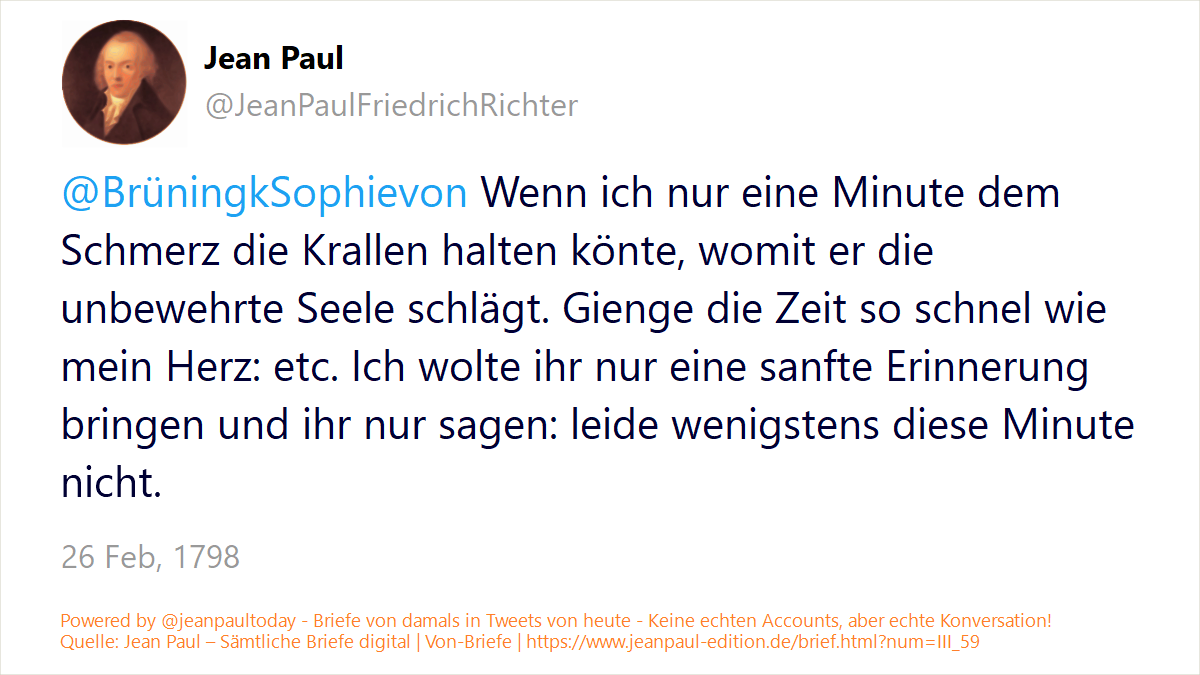 Jean Paul
@JeanPaulFriedrichRichter
@BrüningkSophievon Wenn ich nur eine Minute dem
Schmerz die Krallen halten könte, womit er die
unbewehrte Seele schlägt. Gienge die Zeit so schnel wie
mein Herz: etc. Ich wolte ihr nur eine sanfte Erinnerung
bringen und ihr nur sagen: leide wenigstens diese Minute
nicht.
26 Feb, 1798
Powered by @jeanpaultoday - Briefe von damals in Tweets von heute - Keine echten Accounts, aber echte Konversation!
Quelle: Jean Paul – Sämtliche Briefe digital | Von-Briefe | https://www.jeanpaul-edition.de/brief.html?num=III_59